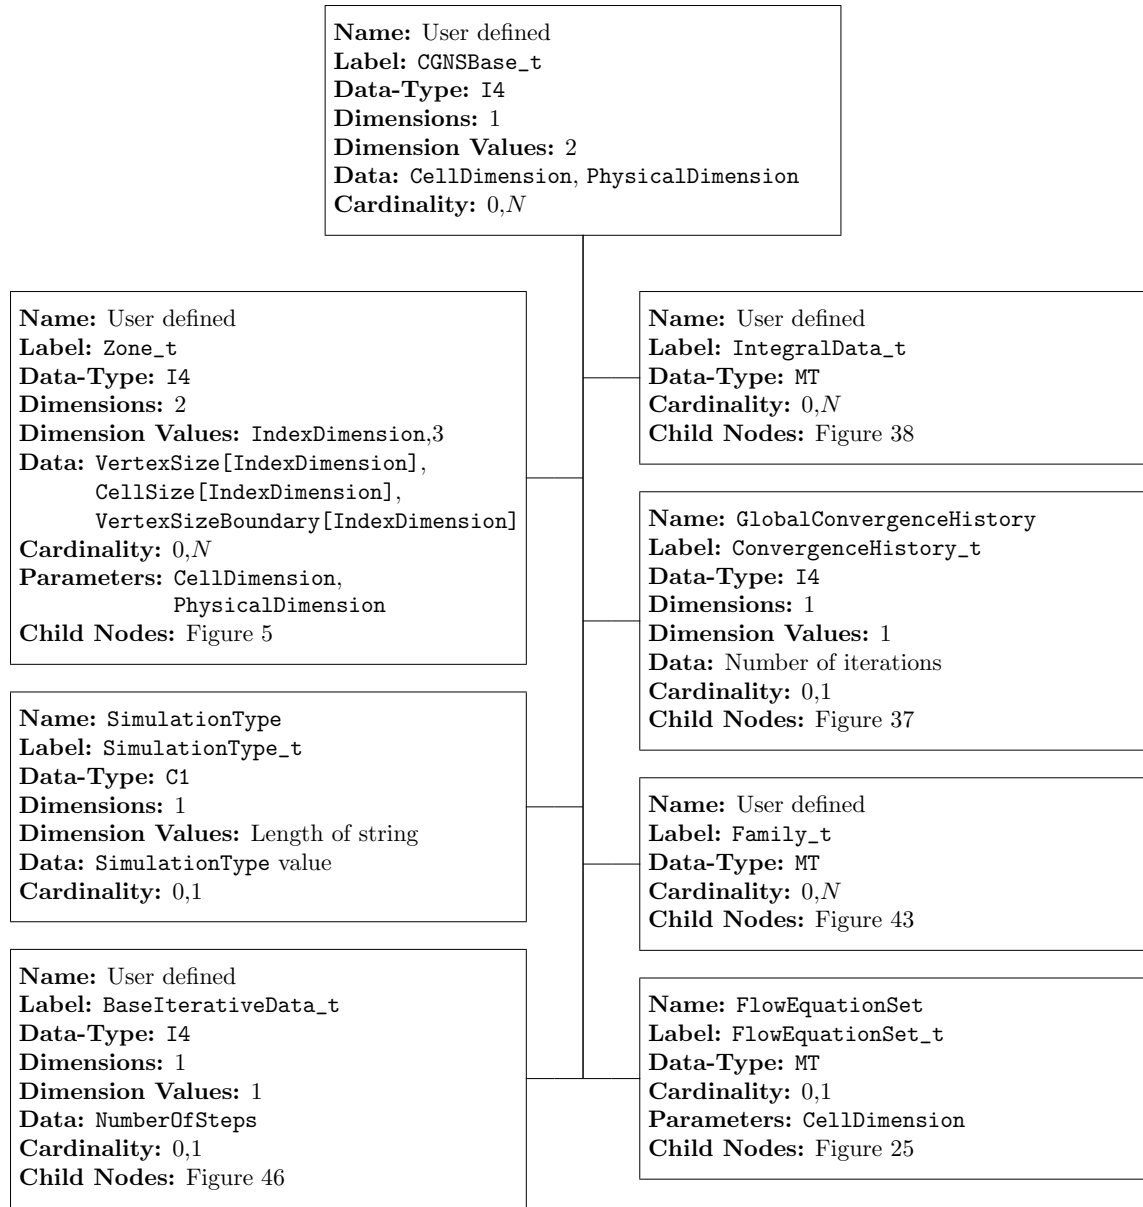 Name: User defined
Label: CGNSBase_t
Data-Type: I4
Dimensions: 1
Dimension Values: 2
Data: CellDimension, PhysicalDimension
Cardinality: 0,N
Name: User defined
Label: Zone_t
Data-Type: I4
Dimensions: 2
Dimension Values: IndexDimension,3
Data: VertexSize[IndexDimension],
CellSize[IndexDimension],
VertexSizeBoundary[IndexDimension]
Cardinality: 0,N
Parameters: CellDimension,
PhysicalDimension
Child Nodes: Figure 5
Name: SimulationType
Label: SimulationType_t
Data-Type: C1
Dimensions: 1
Dimension Values: Length of string
Data: SimulationType value
Cardinality: 0,1
Name: User defined
Label: BaseIterativeData_t
Data-Type: I4
Dimensions: 1
Dimension Values: 1
Data: NumberOfSteps
Cardinality: 0,1
Child Nodes: Figure 46
Name: User defined
Label: IntegralData_t
Data-Type: MT
Cardinality: 0,N
Child Nodes: Figure 38
Name: GlobalConvergenceHistory
Label: ConvergenceHistory_t
Data-Type: I4
Dimensions: 1
Dimension Values: 1
Data: Number of iterations
Cardinality: 0,1
Child Nodes: Figure 37
Name: User defined
Label: Family_t
Data-Type: MT
Cardinality: 0,N
Child Nodes: Figure 43
Name: FlowEquationSet
Label: FlowEquationSet_t
Data-Type: MT
Cardinality: 0,1
Parameters: CellDimension
Child Nodes: Figure 25